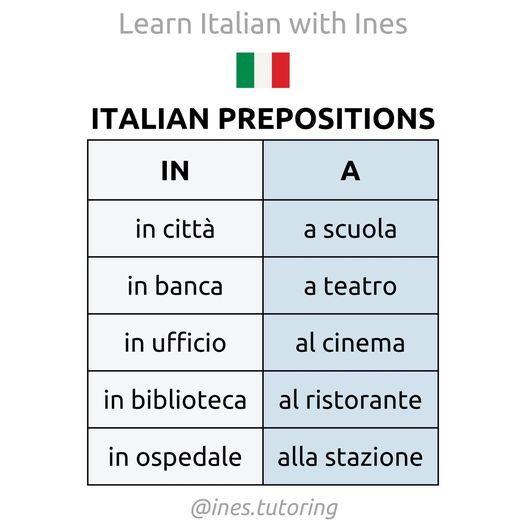 Learn Italian with Ines
ITALIAN PREPOSITIONS
IN A
in città a scuola
in banca a teatro
in ufficio al cinema
in biblioteca al ristorante
in ospedale alla stazione
@ines.tutoring